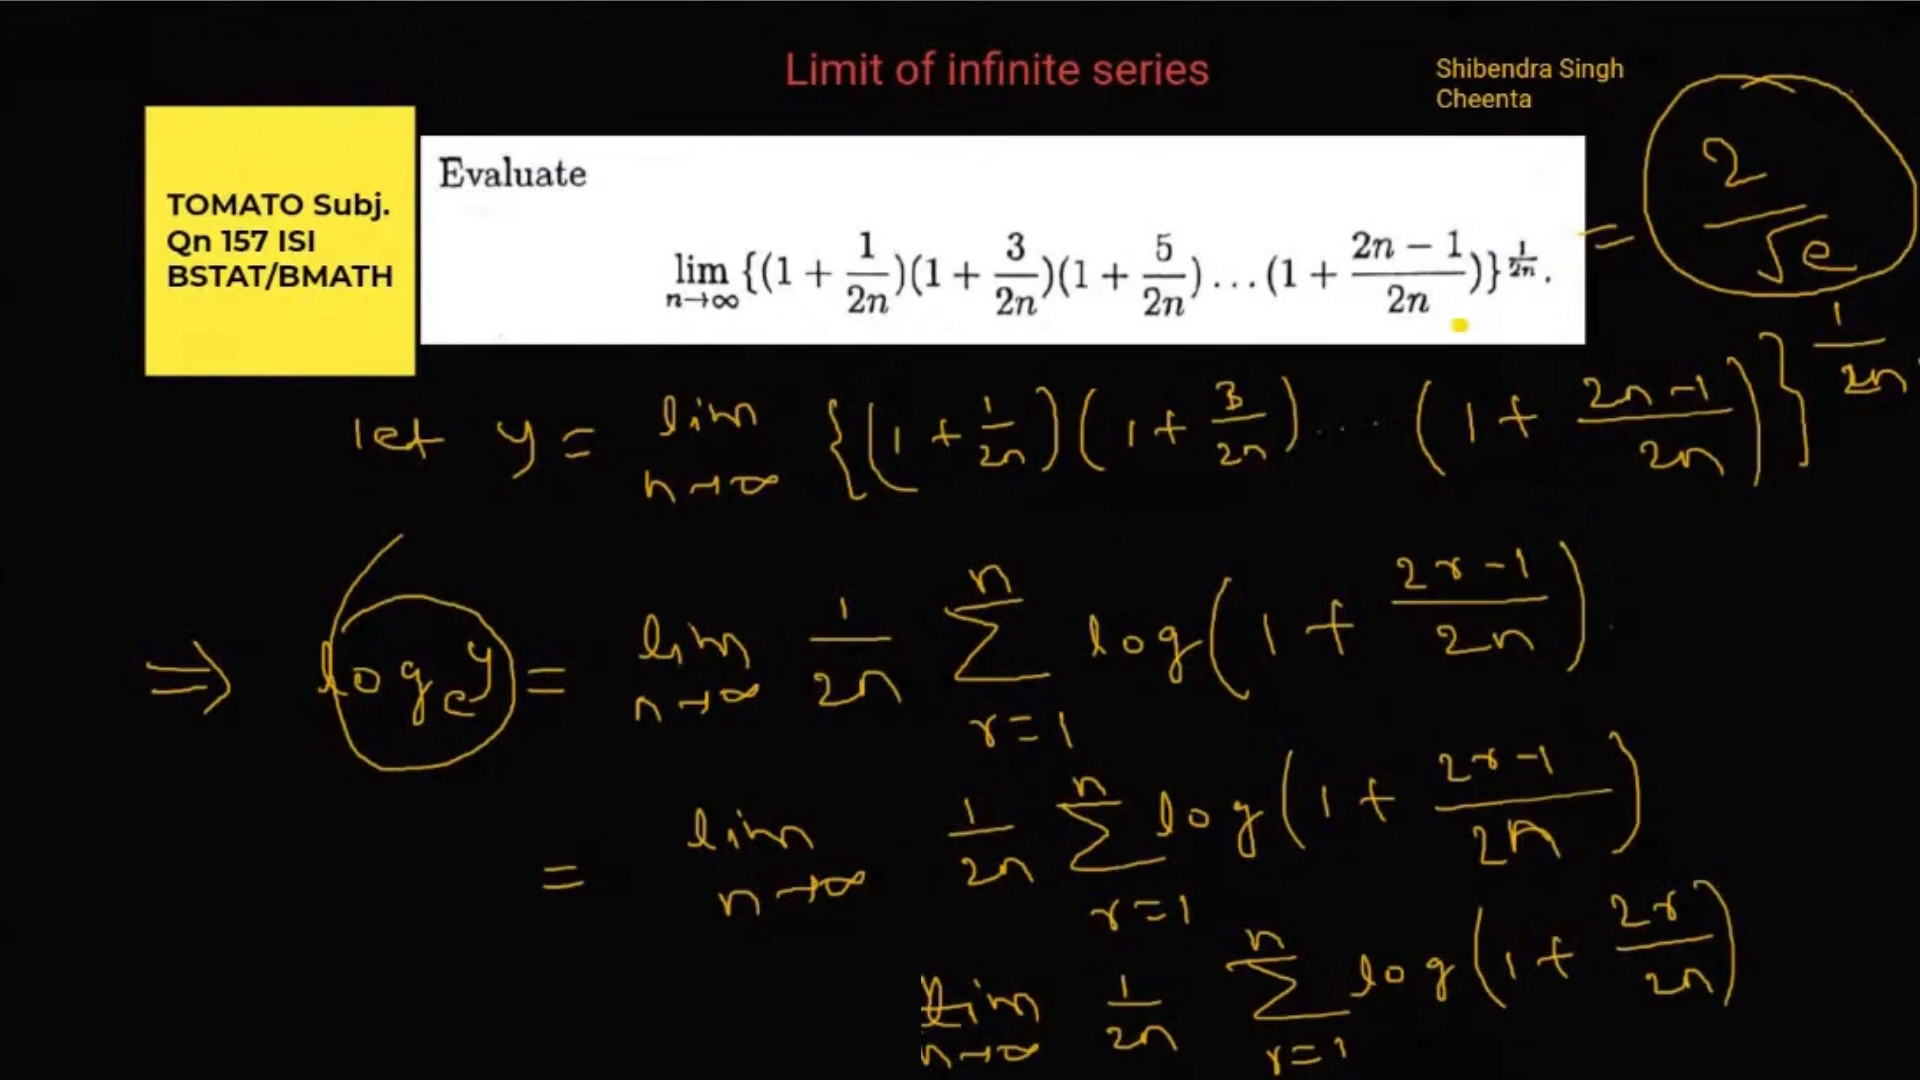 Limit of infinite series
Shibendra Singh
Cheenta
TOMATO Subj.
Qn 157 ISI
BSTAT/BMATH
Evaluate
lim_{n→∞} {(1 + 1/2n)(1 + 3/2n)(1 + 5/2n) … (1 + (2n − 1)/2n)}^{1/2n}.
= 2/√e
let y = lim_{n→∞} {(1 + 1/2n)(1 + 3/2n) ... (1 + (2n-1)/2n)}^{1/2n}
⇒ log_e y = lim_{n→∞} 1/2n ∑_{r=1}^{n} log(1 + (2r-1)/2n)
= lim_{n→∞} 1/2n ∑_{r=1}^{n} log(1 + (2r-1)/2n)
lim_{n→∞} 1/2n ∑_{r=1}^{n} log(1 + 2r/2n)